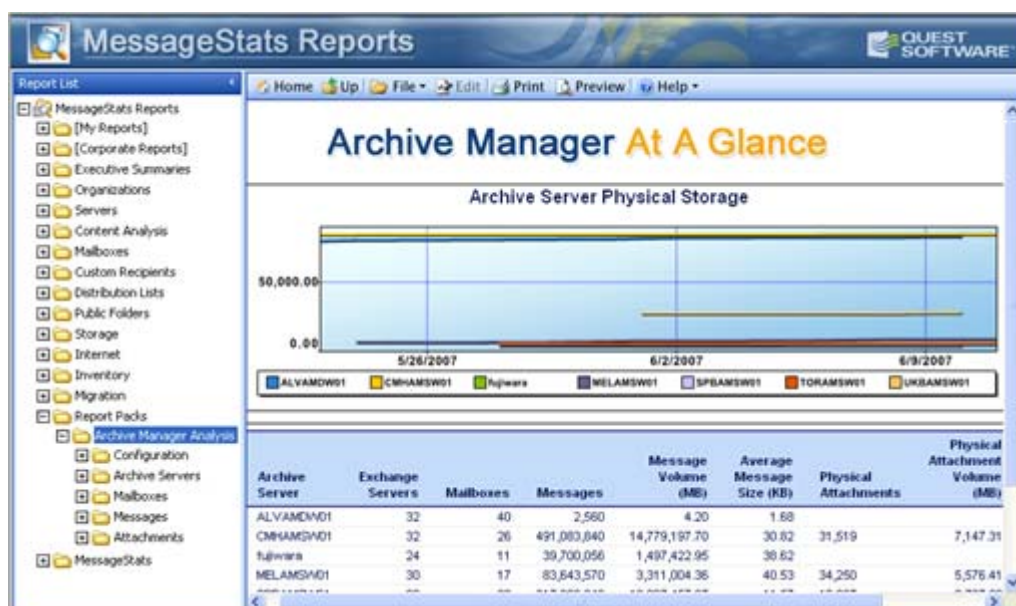 MessageStats Reports
QUEST
SOFTWARE
Report List
Home Up File Edit Print Preview Help
MessageStats Reports
[My Reports]
[Corporate Reports]
Executive Summaries
Organizations
Servers
Content Analysis
Mailboxes
Custom Recipients
Distribution Lists
Public Folders
Storage
Internet
Inventory
Migration
Report Packs
Archive Manager Analysis
Configuration
Archive Servers
Mailboxes
Messages
Attachments
MessageStats
Archive Manager At A Glance
Archive Server Physical Storage
50,000.00
0.00
5/26/2007 6/2/2007 6/9/2007
ALVAMDW01 CMHAMSW01 fujiwara MELAMSW01 SPBAMSW01 TORAMSW01 UKBAMSW01
Archive Server Exchange Servers Mailboxes Messages Message Volume (MB) Average Message Size (KB) Physical Attachments Physical Attachment Volume (MB)
ALVAMDW01 32 40 2,560 4.20 1.68
CMHAMSW01 32 26 491,083,840 14,779,197.70 30.82 31,519 7,147.31
fujiwara 24 11 39,700,056 1,497,422.95 38.62
MELAMSW01 30 17 83,643,570 3,311,004.36 40.53 34,250 5,576.41